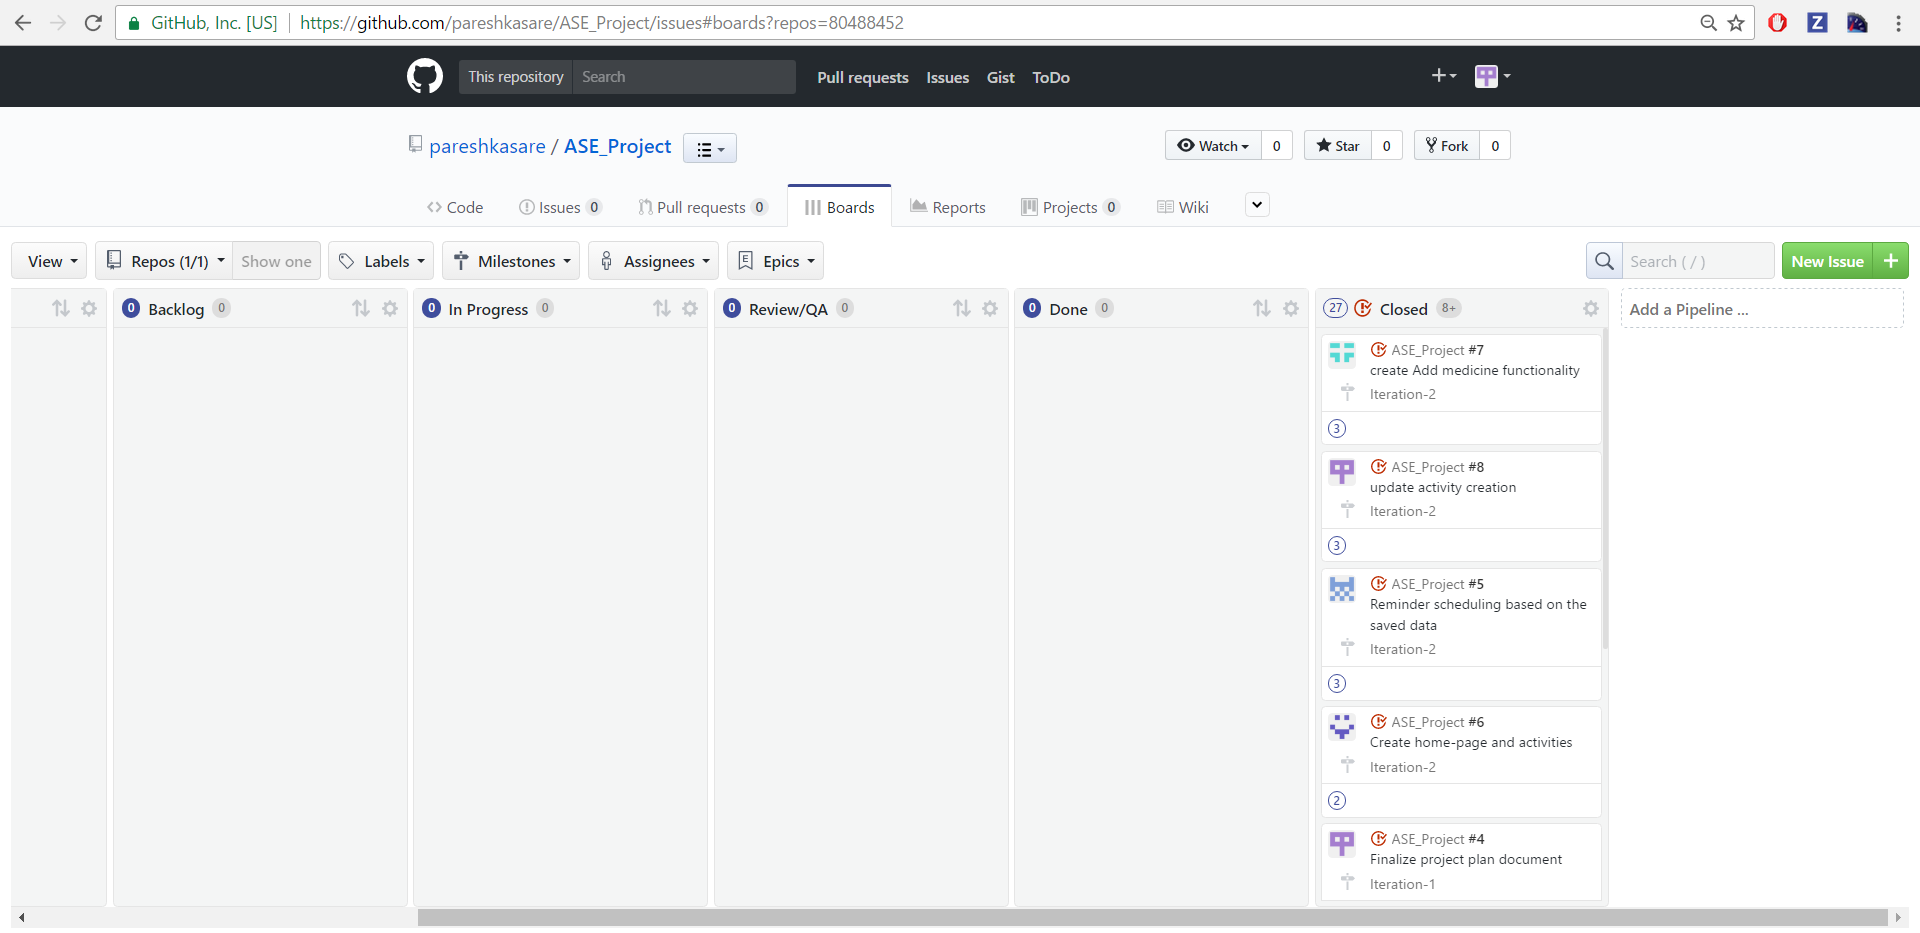 GitHub, Inc. [US] https://github.com/pareshkasare/ASE_Project/issues#boards?repos=80488452
Z
This repository Search Pull requests Issues Gist ToDo
pareshkasare / ASE_Project
Watch 0 Star 0 Fork 0
Code Issues 0 Pull requests 0 Boards Reports Projects 0 Wiki
View Repos (1/1) Show one Labels Milestones Assignees E Epics Search ( / ) New Issue +
0 Backlog 0
0 In Progress 0
0 Review/QA 0
0 Done 0
27 Closed 8+
Add a Pipeline ...
ASE_Project #7
create Add medicine functionality
Iteration-2
3
ASE_Project #8
update activity creation
Iteration-2
3
ASE_Project #5
Reminder scheduling based on the
saved data
Iteration-2
3
ASE_Project #6
Create home-page and activities
Iteration-2
2
ASE_Project #4
Finalize project plan document
Iteration-1